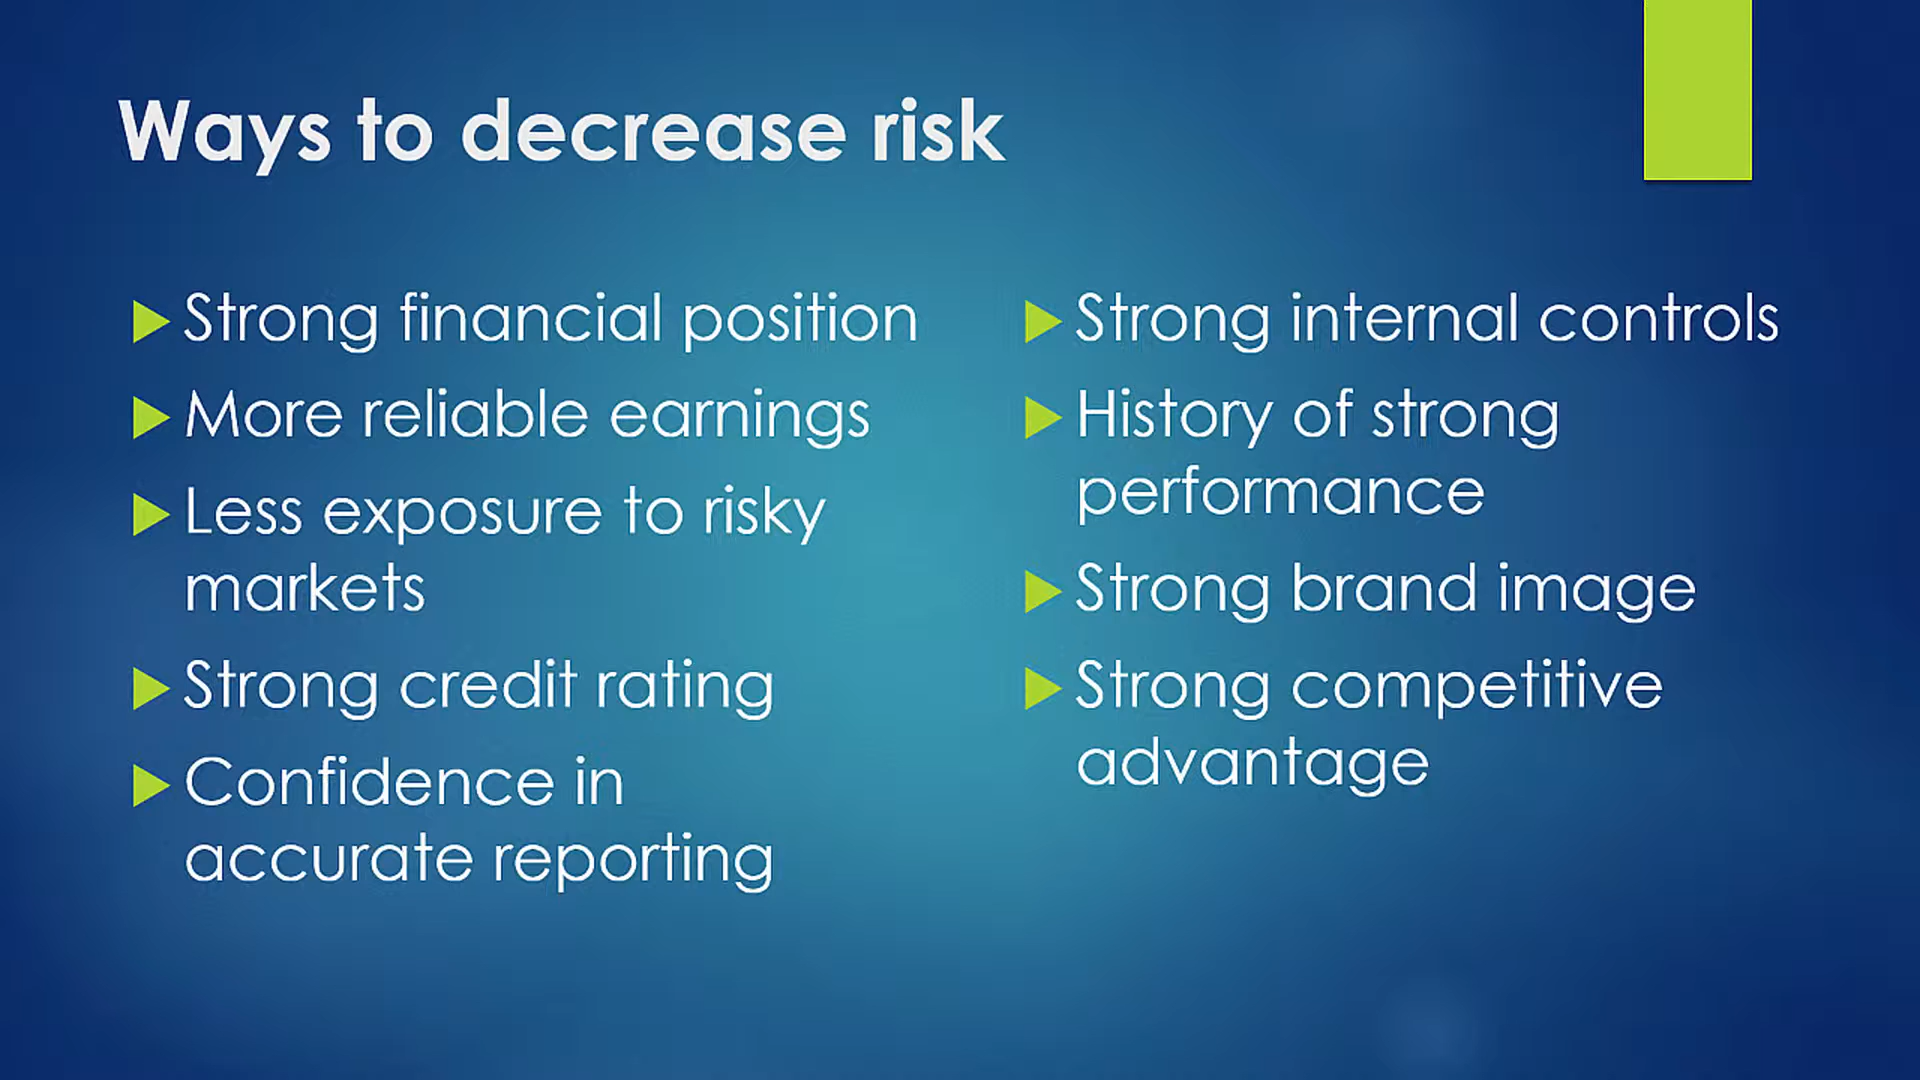 Ways to decrease risk
Strong financial position
More reliable earnings
Less exposure to risky
markets
Strong credit rating
Confidence in
accurate reporting
Strong internal controls
History of strong
performance
Strong brand image
Strong competitive
advantage